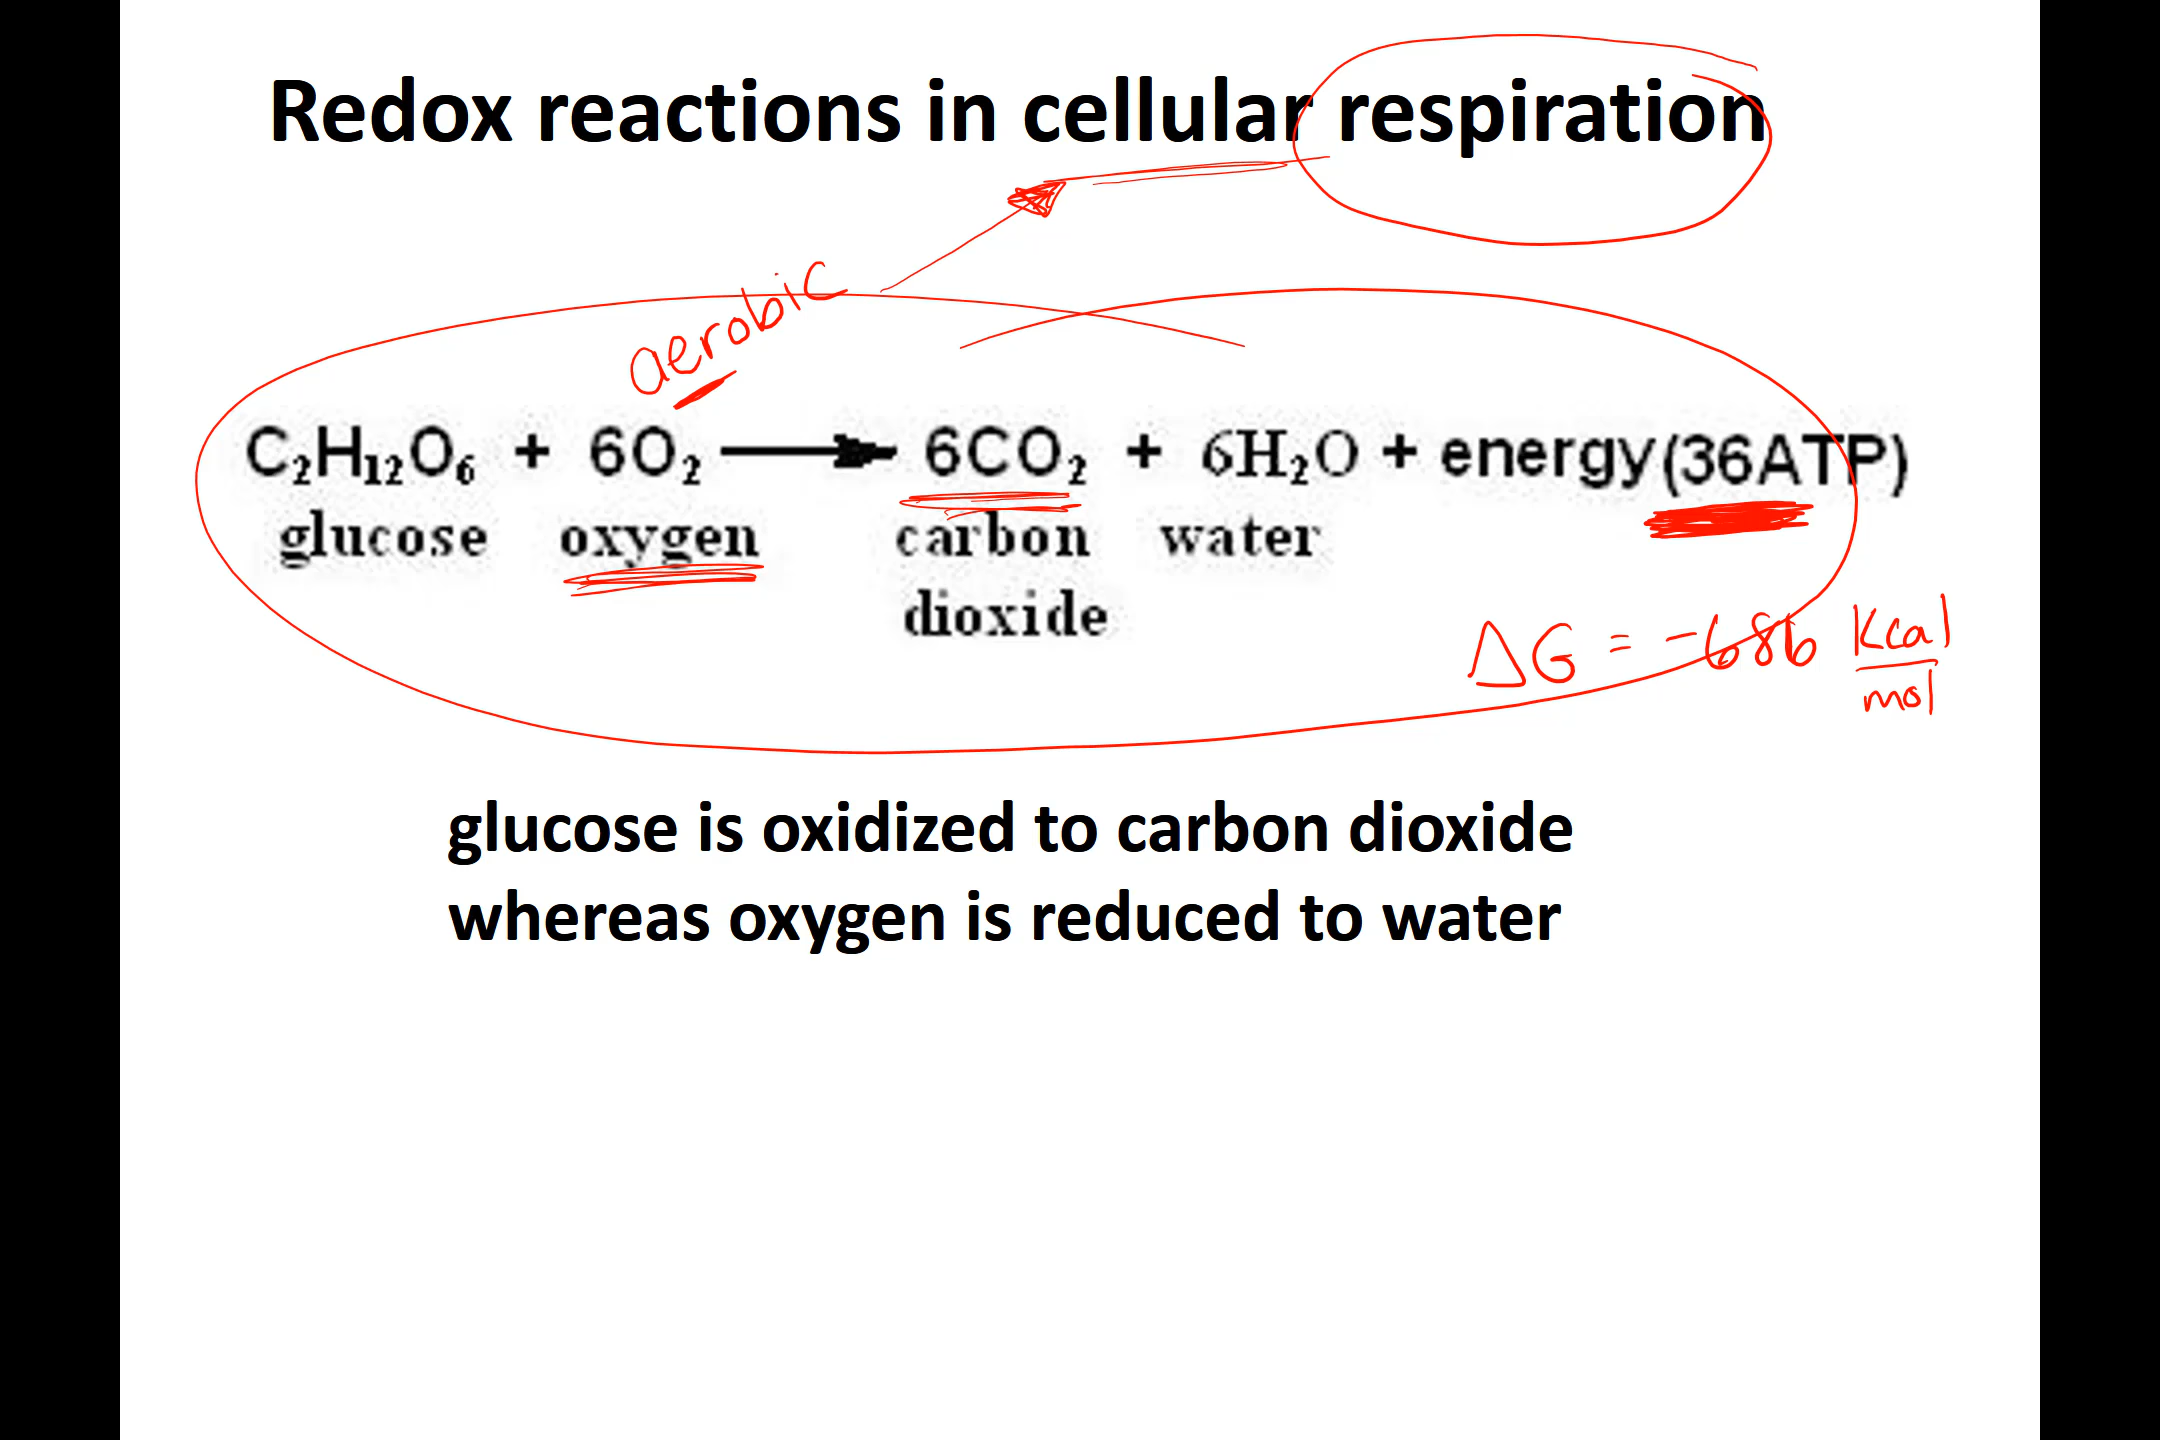 Redox reactions in cellular respiration
aerobic
C₂H₁₂O₆ + 6O₂ → 6CO₂ + 6H₂O + energy (36ATP)
glucose oxygen carbon water
dioxide
ΔG = -686 Kcal/mol
glucose is oxidized to carbon dioxide
whereas oxygen is reduced to water